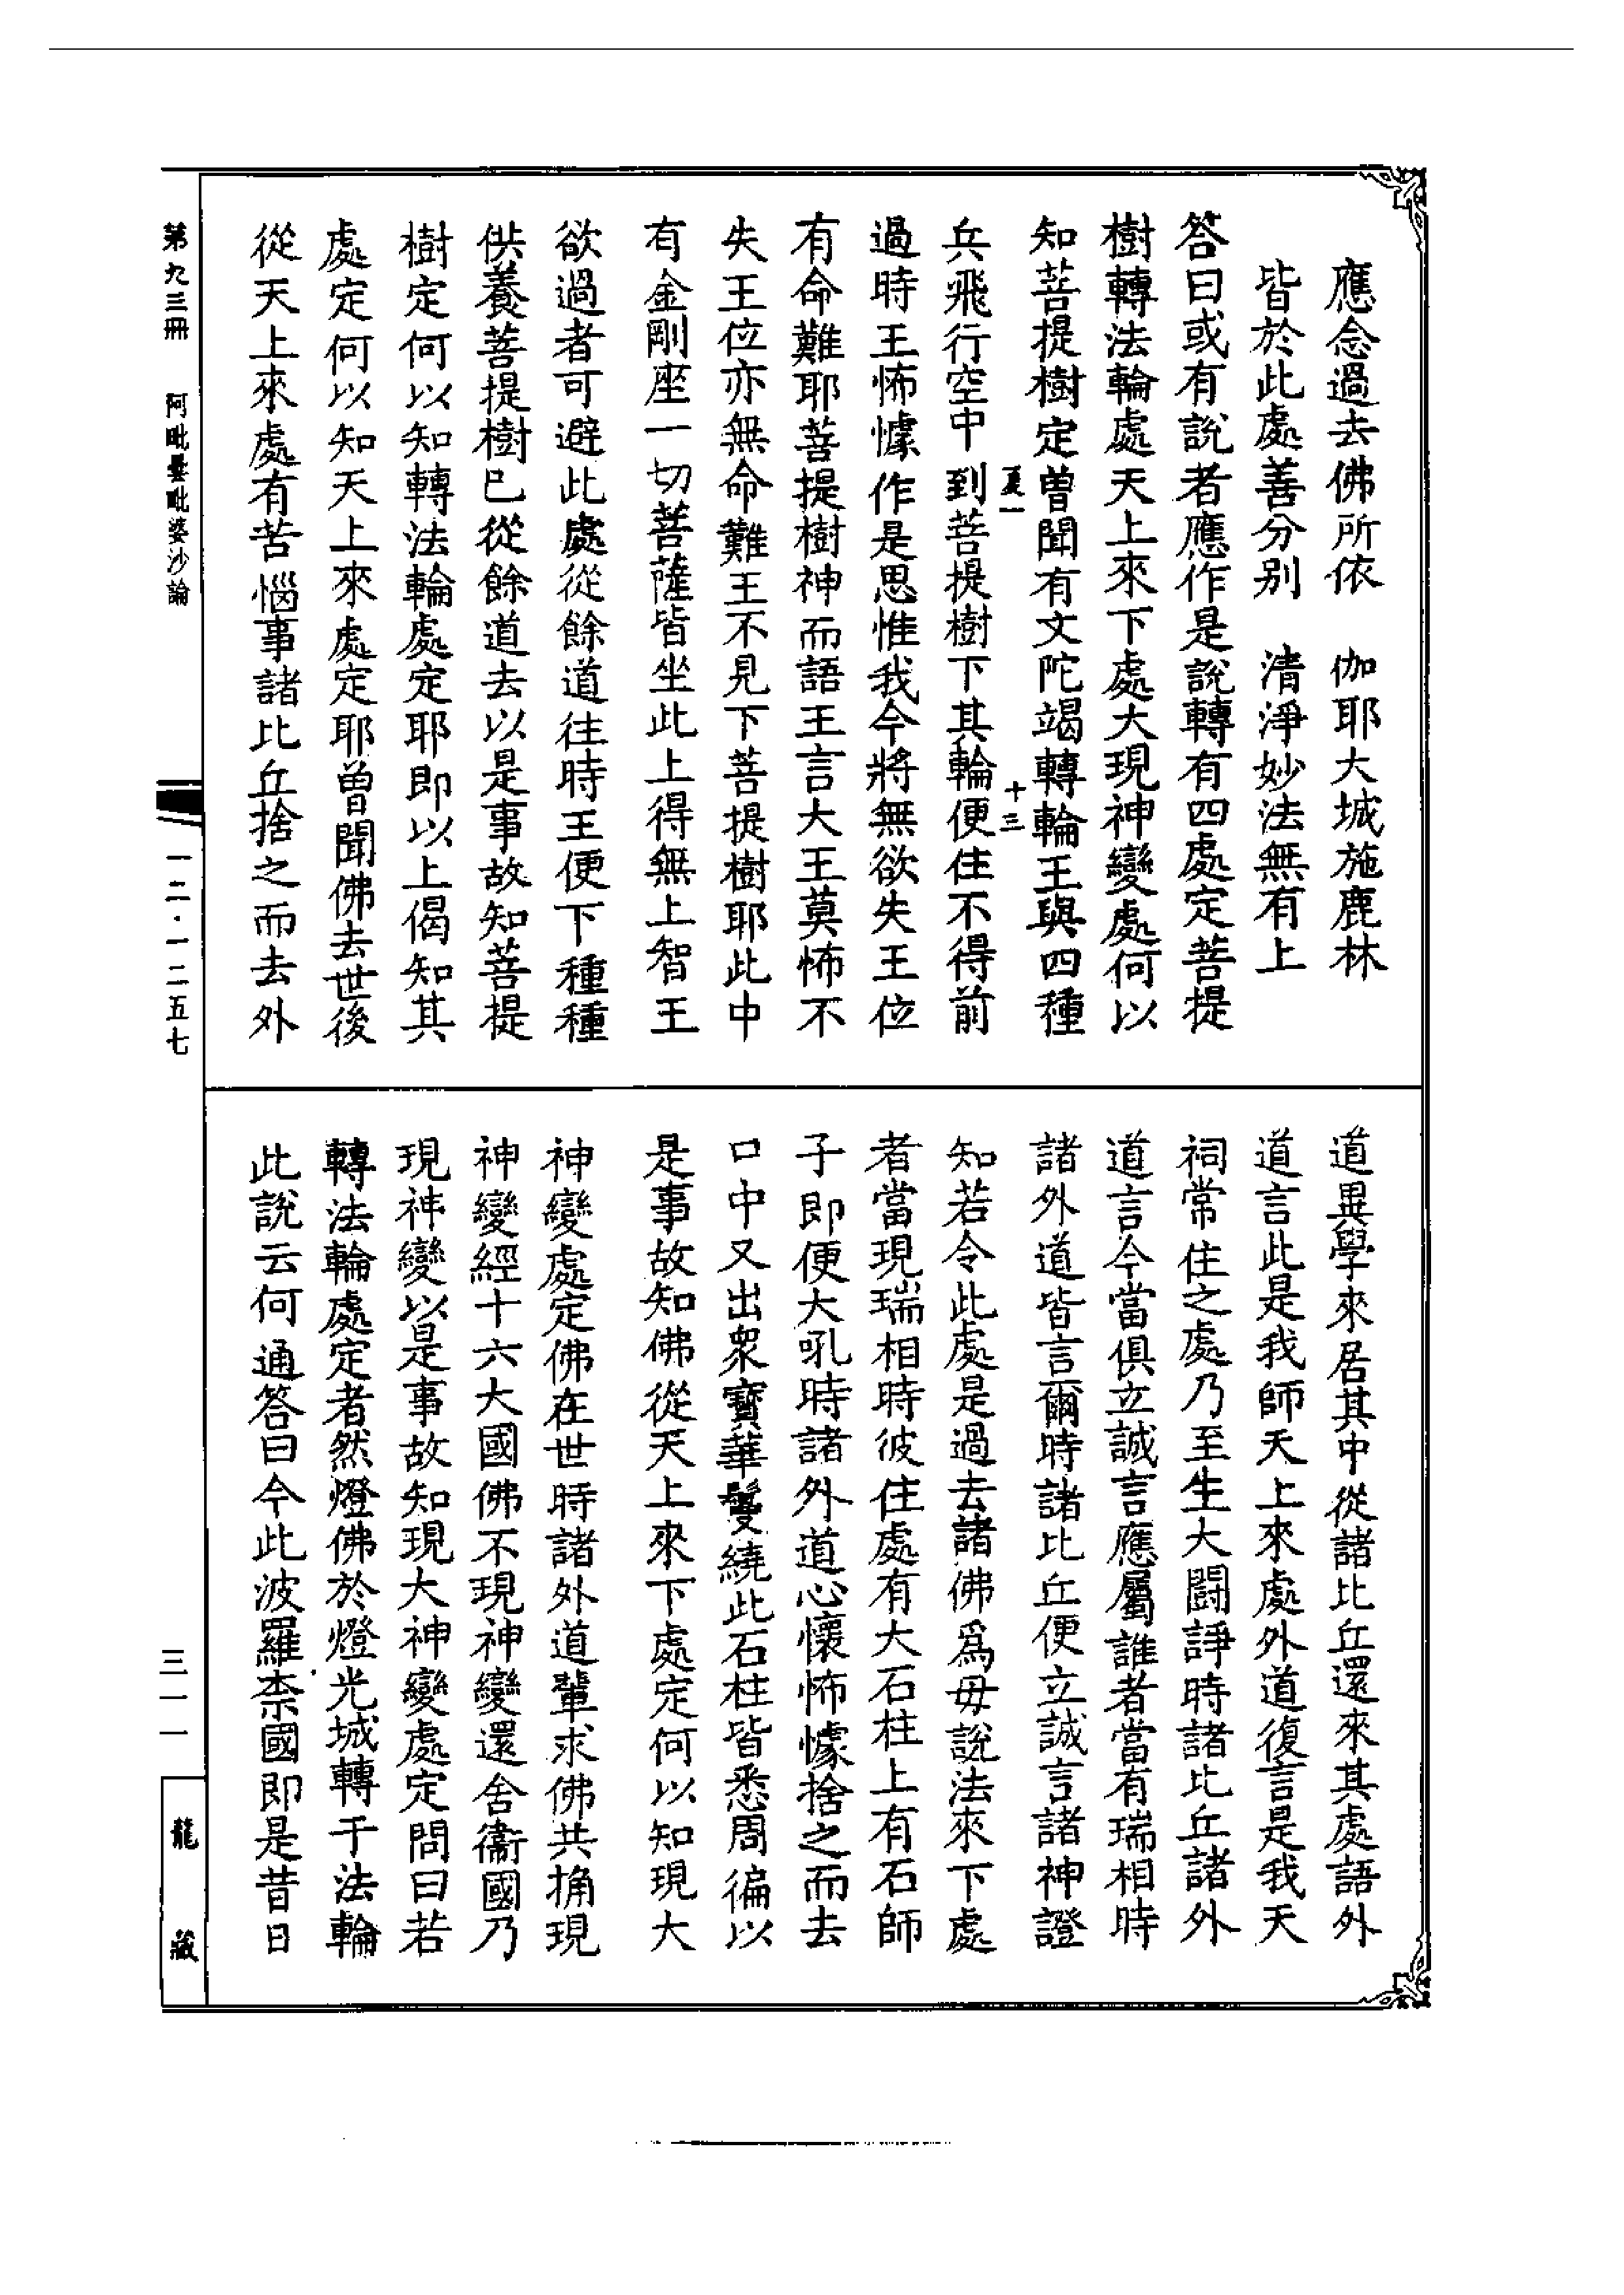 應念過去佛所依　伽耶大城施鹿林
皆於此處善分別　清淨妙法無有上
答曰或有說者應作是說轉有四處定菩提
樹轉法輪處天上來下處大現神變處何以
知菩提樹定曾聞有文陀竭轉輪王與四種
夏一
十三
兵飛行空中到菩提樹下其輪便住不得前
過時王怖懅作是思惟我今將無欲失王位
有命難耶菩提樹神而語王言大王莫怖不
失王位亦無命難王不見下菩提樹耶此中
有金剛座一切菩薩皆坐此上得無上智王
欲過者可避此處從餘道往時王便下種種
供養菩提樹已從餘道去以是事故知菩提
樹定何以知轉法輪處定耶即以上偈知其
處定何以知天上來處定耶曾聞佛去世後
從天上來處有苦惱事諸比丘捨之而去外
道異學來居其中從諸比丘還來其處語外
道言此是我師天上來處外道復言是我天
祠常住之處乃至生大鬪諍時諸比丘諸外
道言今當俱立誠言應屬誰者當有瑞相時
諸外道皆言爾時諸比丘便立誠言諸神證
知若令此處是過去諸佛為母說法來下處
者當現瑞相時彼住處有大石柱上有石師
子即便大吼時諸外道心懷怖懅捨之而去
口中又出衆寶華鬘繞此石柱皆悉周徧以
是事故知佛從天上來下處定何以知現大
神變處定佛在世時諸外道輩求佛共捔現
神變經十六大國佛不現神變還舍衞國乃
現神變以是事故知現大神變處定問曰若
轉法輪處定者然燈佛於燈光城轉于法輪
此說云何通答曰今此波羅柰國即是昔日
第九三冊　阿毗曇毗婆沙論
一二·一二五七
三一一
龍藏